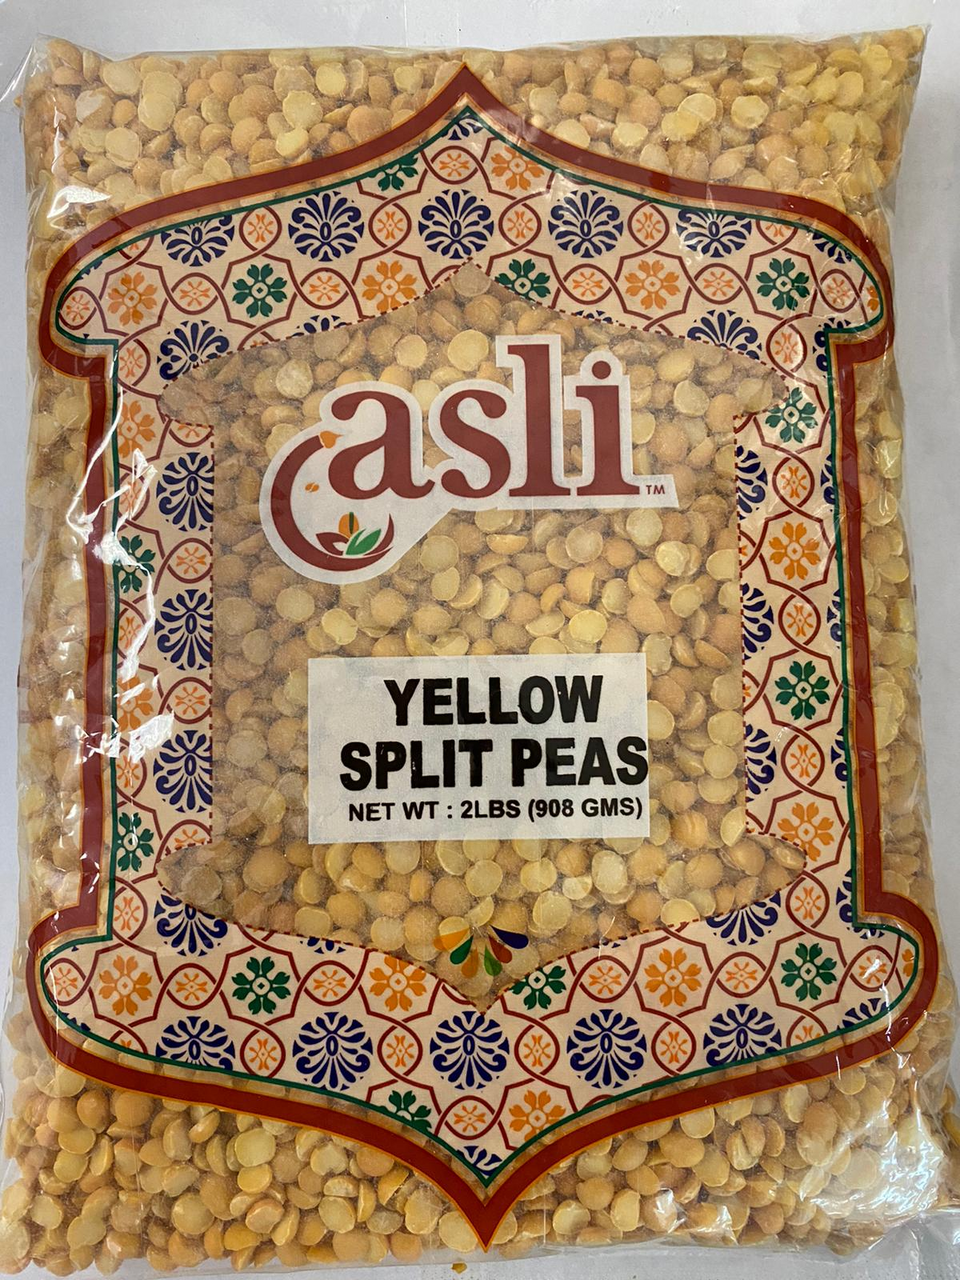 asli™
YELLOW
SPLIT PEAS
NET WT : 2LBS (908 GMS)